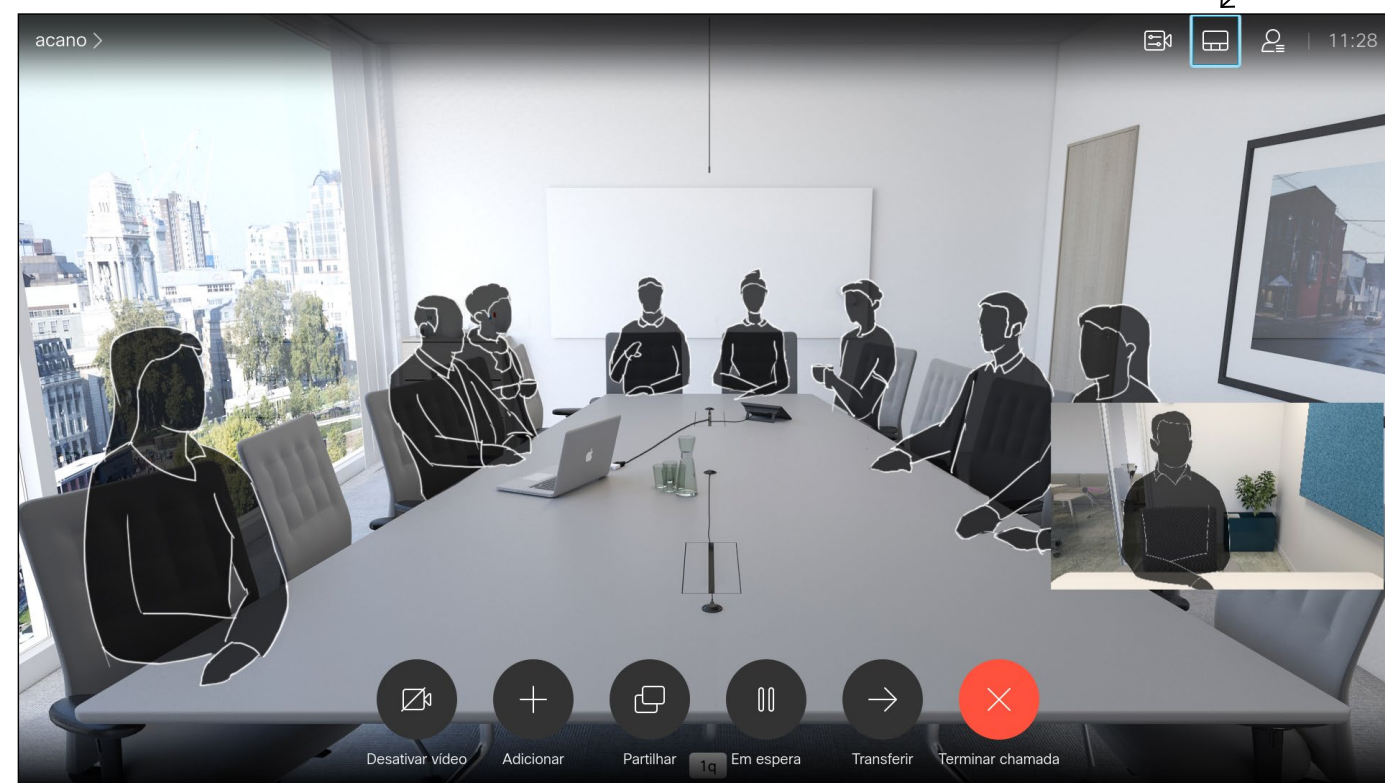 acano
11:28
Desativar vídeo
Adicionar
Partilhar
1q
Em espera
Transferir
Terminar chamada